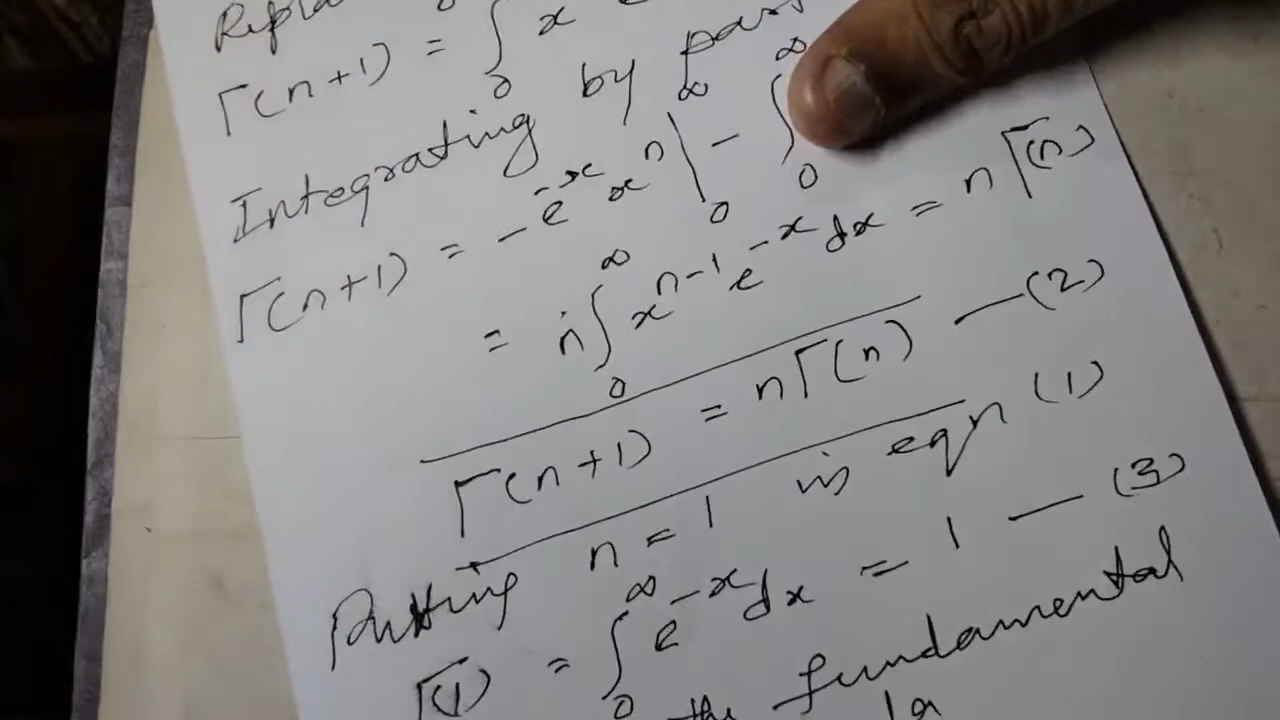 Γ(n+1) = ∫₀ x
Integrating by
Γ(n+1) = -e^{-x} x^n |₀^∞ - ∫₀^∞
= n ∫₀^∞ x^{n-1} e^{-x} dx = n Γ(n)
Γ(n+1) = n Γ(n) —(2)
Putting n = 1 in eqn (1)
Γ(1) = ∫₀^∞ e^{-x} dx = 1 —(3)
the fundamental